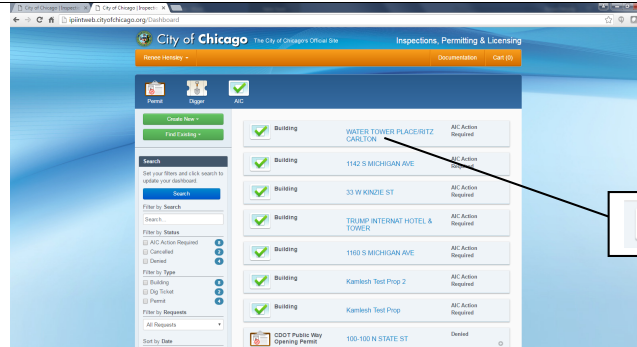 City of Chicago | Inspecti
City of Chicago | Inspecti
ipiintweb.cityofchicago.org/Dashboard
City of Chicago The City of Chicago's Official Site
Inspections, Permitting & Licensing
Renee Hensley
Documentation Cart (0)
Permit Digger AIC
Create New
Find Existing
Search
Set your filters and click search to
update your dashboard.
Search
Filter by Search
Search...
Filter by Status
AIC Action Required
Cancelled
Denied
Filter by Type
Building
Dig Ticket
Permit
Filter by Requests
All Requests
Sort by Date
Building WATER TOWER PLACE/RITZ CARLTON AIC Action Required
Building 1142 S MICHIGAN AVE AIC Action Required
Building 33 W KINZIE ST AIC Action Required
Building TRUMP INTERNAT HOTEL & TOWER AIC Action Required
Building 1160 S MICHIGAN AVE AIC Action Required
Building Kamlesh Test Prop 2 AIC Action Required
Building Kamlesh Test Prop AIC Action Required
CDOT Public Way Opening Permit 100-100 N STATE ST Denied